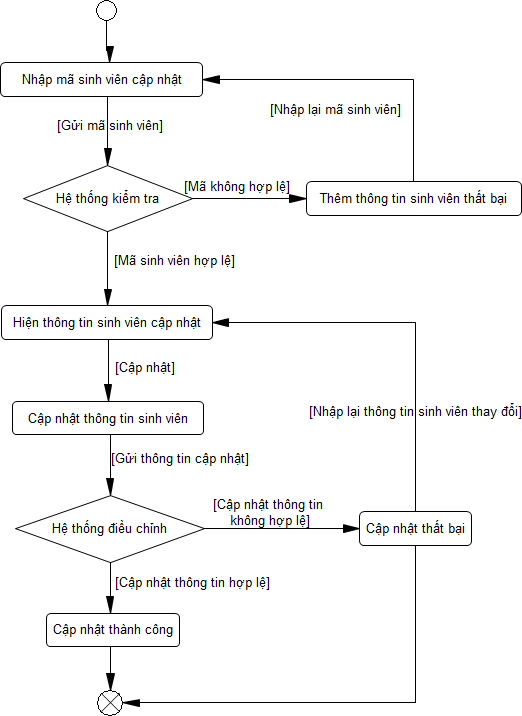 Nhập mã sinh viên cập nhật
[Nhập lại mã sinh viên]
[Gửi mã sinh viên]
[Mã không hợp lệ]
Hệ thống kiểm tra
Thêm thông tin sinh viên thất bại
[Mã sinh viên hợp lệ]
Hiện thông tin sinh viên cập nhật
[Cập nhật]
[Nhập lại thông tin sinh viên thay đổi]
Cập nhật thông tin sinh viên
[Gửi thông tin cập nhật]
[Cập nhật thông tin
không hợp lệ]
Hệ thống điều chỉnh
Cập nhật thất bại
[Cập nhật thông tin hợp lệ]
Cập nhật thành công